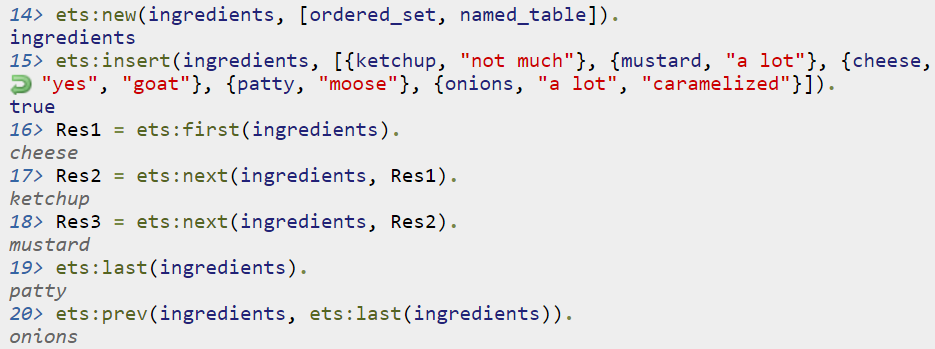 14> ets:new(ingredients, [ordered_set, named_table]).
ingredients
15> ets:insert(ingredients, [{ketchup, "not much"}, {mustard, "a lot"}, {cheese,
"yes", "goat"}, {patty, "moose"}, {onions, "a lot", "caramelized"}]).
true
16> Res1 = ets:first(ingredients).
cheese
17> Res2 = ets:next(ingredients, Res1).
ketchup
18> Res3 = ets:next(ingredients, Res2).
mustard
19> ets:last(ingredients).
patty
20> ets:prev(ingredients, ets:last(ingredients)).
onions